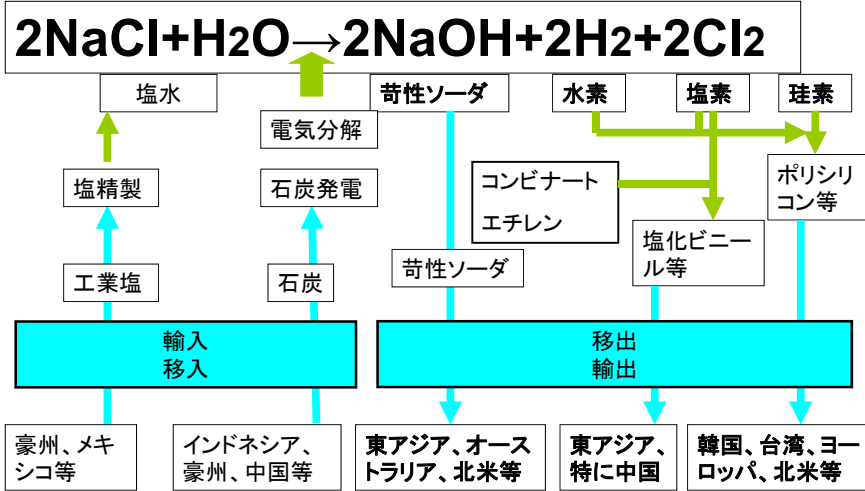 2NaCl+H2O→2NaOH+2H2+2Cl2
塩水
苛性ソーダ
水素
塩素
珪素
電気分解
塩精製
石炭発電
コンビナート
エチレン
ポリシリ
コン等
塩化ビニー
ル等
苛性ソーダ
工業塩
石炭
輸入
移入
移出
輸出
豪州、メキ
シコ等
インドネシア、
豪州、中国等
東アジア、オース
トラリア、北米等
東アジア、
特に中国
韓国、台湾、ヨー
ロッパ、北米等